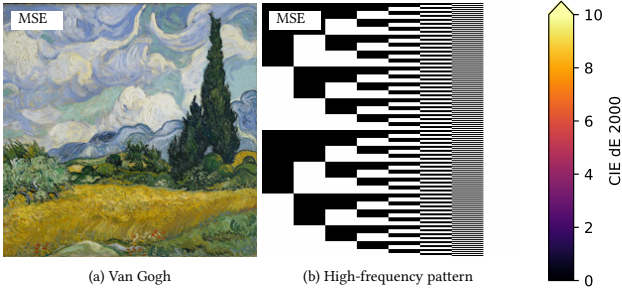 MSE
MSE
10
8
6
4
2
0
CIE dE 2000
(a) Van Gogh
(b) High-frequency pattern